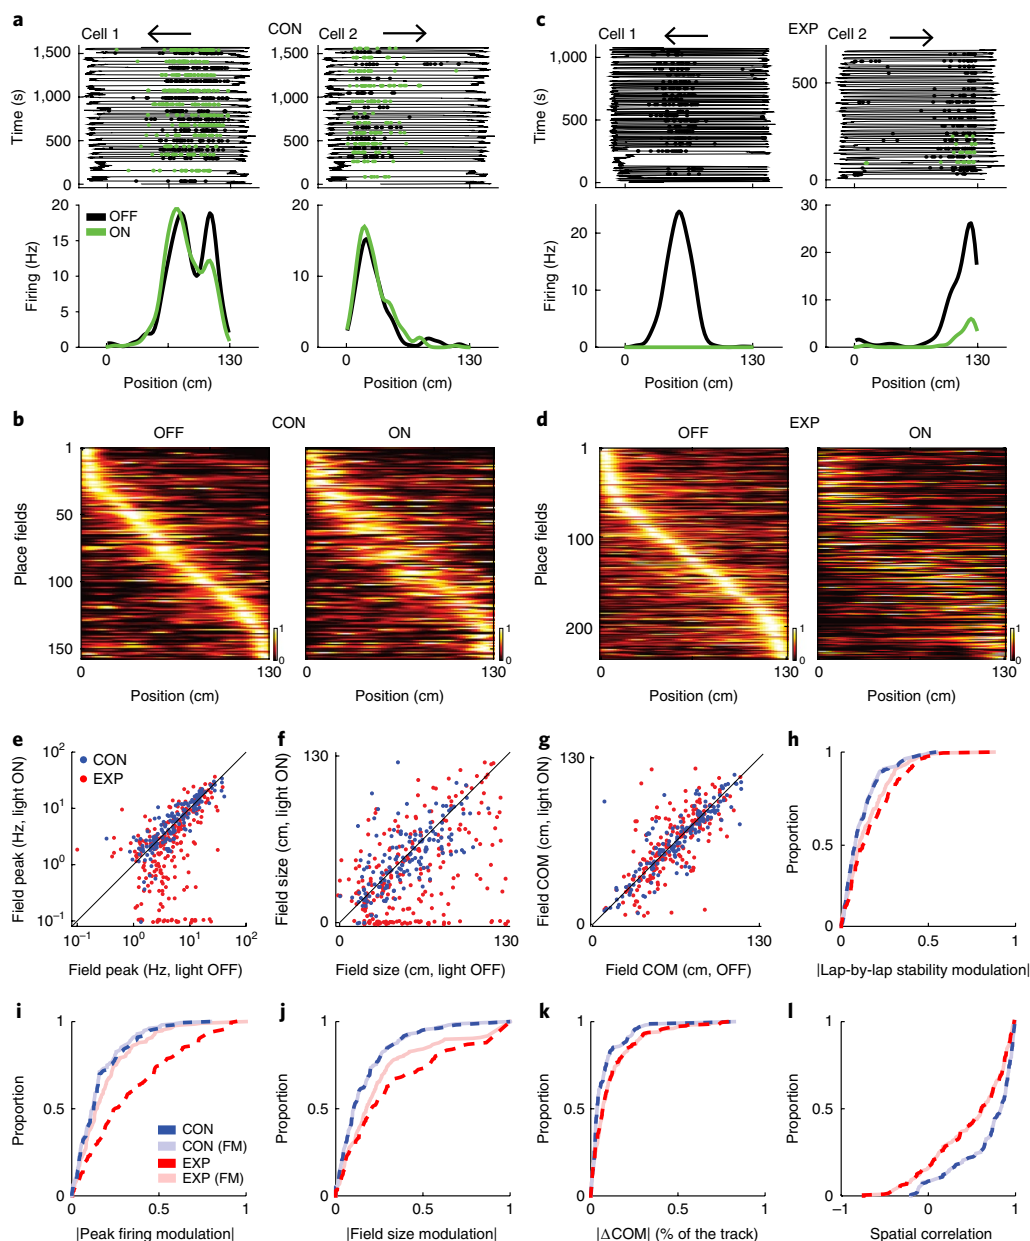 a
Cell 1
CON
Cell 2
1,500
1,000
500
0
Time (s)
1,500
1,000
500
0
0
130
0
130
20
15
10
5
0
Firing (Hz)
OFF
ON
20
10
0
0
130
0
130
Position (cm)
Position (cm)
c
Cell 1
EXP
Cell 2
1,000
500
0
Time (s)
500
0
0
130
0
130
30
20
10
0
Firing (Hz)
30
20
10
0
0
130
0
130
Position (cm)
Position (cm)
b
CON
OFF
ON
1
50
100
150
Place fields
1
0
1
0
0
130
0
130
Position (cm)
Position (cm)
d
EXP
OFF
ON
1
100
200
Place fields
1
0
1
0
0
130
0
130
Position (cm)
Position (cm)
e
10²
10¹
10⁰
10⁻¹
Field peak (Hz, light ON)
CON
EXP
10⁻¹
10⁰
10¹
10²
Field peak (Hz, light OFF)
f
130
0
Field size (cm, light ON)
0
130
Field size (cm, light OFF)
g
130
0
Field COM (cm, light ON)
0
130
Field COM (cm, OFF)
h
1
0.5
0
Proportion
0
0.5
1
|Lap-by-lap stability modulation|
i
1
0.5
0
Proportion
CON
CON (FM)
EXP
EXP (FM)
0
0.5
1
|Peak firing modulation|
j
1
0.5
0
Proportion
0
0.5
1
|Field size modulation|
k
1
0.5
0
Proportion
0
0.5
1
|ΔCOM| (% of the track)
l
1
0.5
0
Proportion
−1
0
1
Spatial correlation